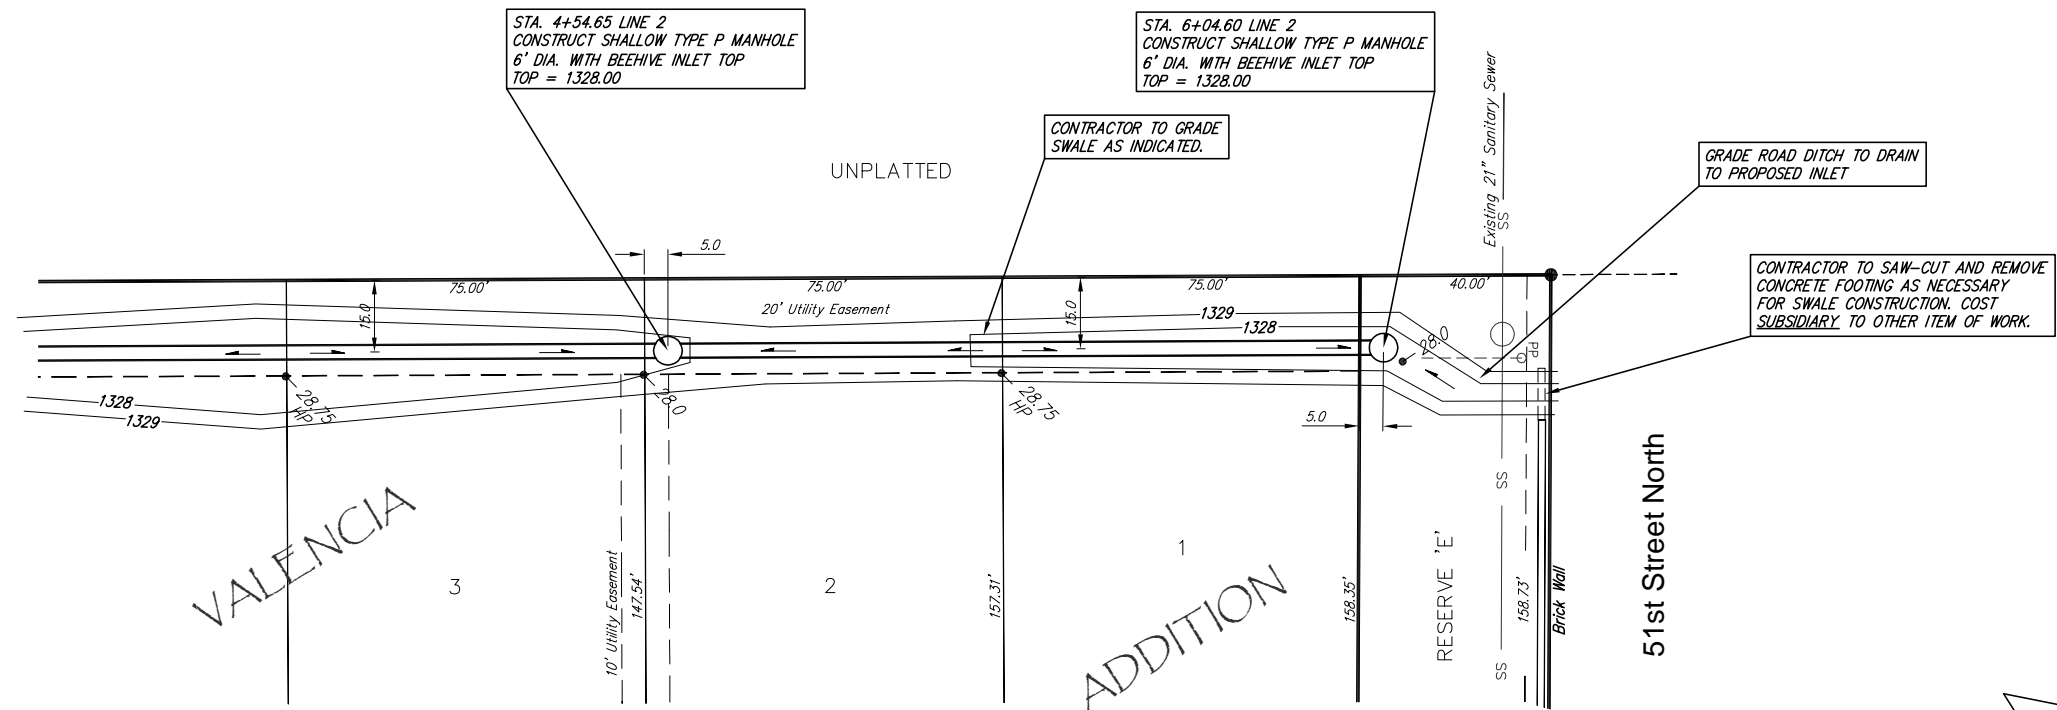 STA. 4+54.65 LINE 2
CONSTRUCT SHALLOW TYPE P MANHOLE
6' DIA. WITH BEEHIVE INLET TOP
TOP = 1328.00
STA. 6+04.60 LINE 2
CONSTRUCT SHALLOW TYPE P MANHOLE
6' DIA. WITH BEEHIVE INLET TOP
TOP = 1328.00
CONTRACTOR TO GRADE
SWALE AS INDICATED.
UNPLATTED
Existing 21" Sanitary Sewer
SS
GRADE ROAD DITCH TO DRAIN
TO PROPOSED INLET
CONTRACTOR TO SAW-CUT AND REMOVE
CONCRETE FOOTING AS NECESSARY
FOR SWALE CONSTRUCTION. COST
SUBSIDIARY TO OTHER ITEM OF WORK.
5.0
75.00'
75.00'
75.00'
40.00'
15.0
20' Utility Easement
15.0
1329
1328
28.0
PP
28.75
HP
28.0
28.75
HP
1328
1329
5.0
VALENCIA
3
10' Utility Easement
147.54'
2
157.31'
1
ADDITION
158.35'
RESERVE 'E'
SS
SS
158.73'
Brick Wall
51st Street North